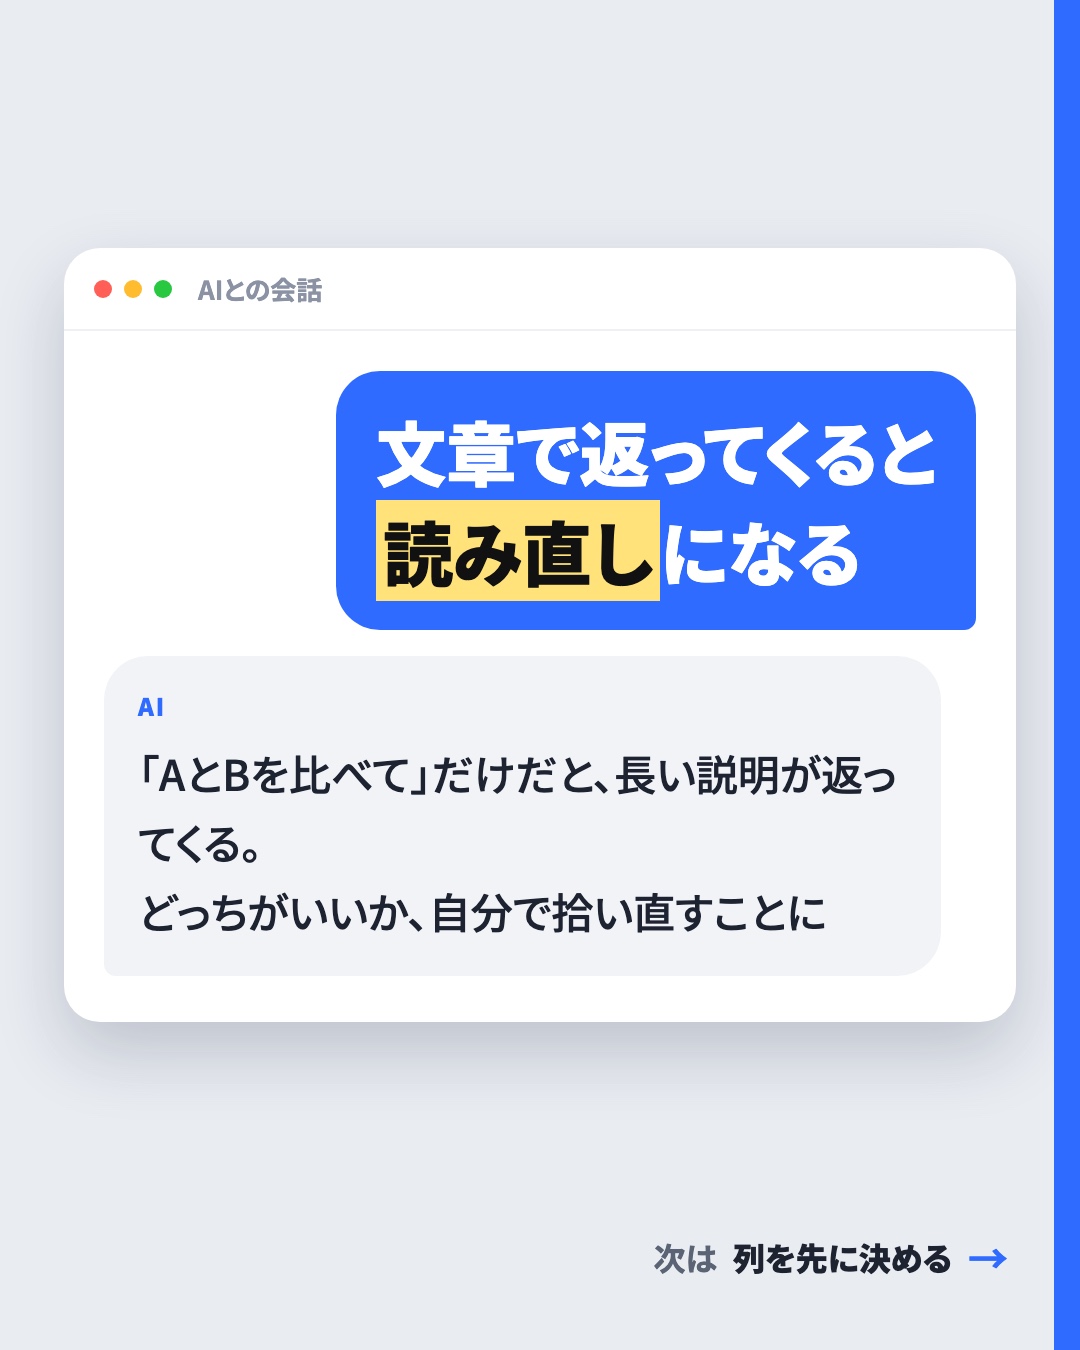 AIとの会話
文章で返ってくると
読み直しになる
AI
「AとBを比べて」だけだと、長い説明が返っ
てくる。
どっちがいいか、自分で拾い直すことに
次は 列を先に決める →